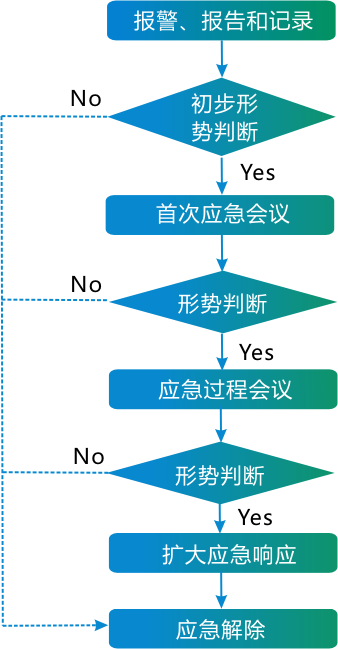 报警、报告和记录
No
初步形
势判断
Yes
首次应急会议
No
形势判断
Yes
应急过程会议
No
形势判断
Yes
扩大应急响应
应急解除